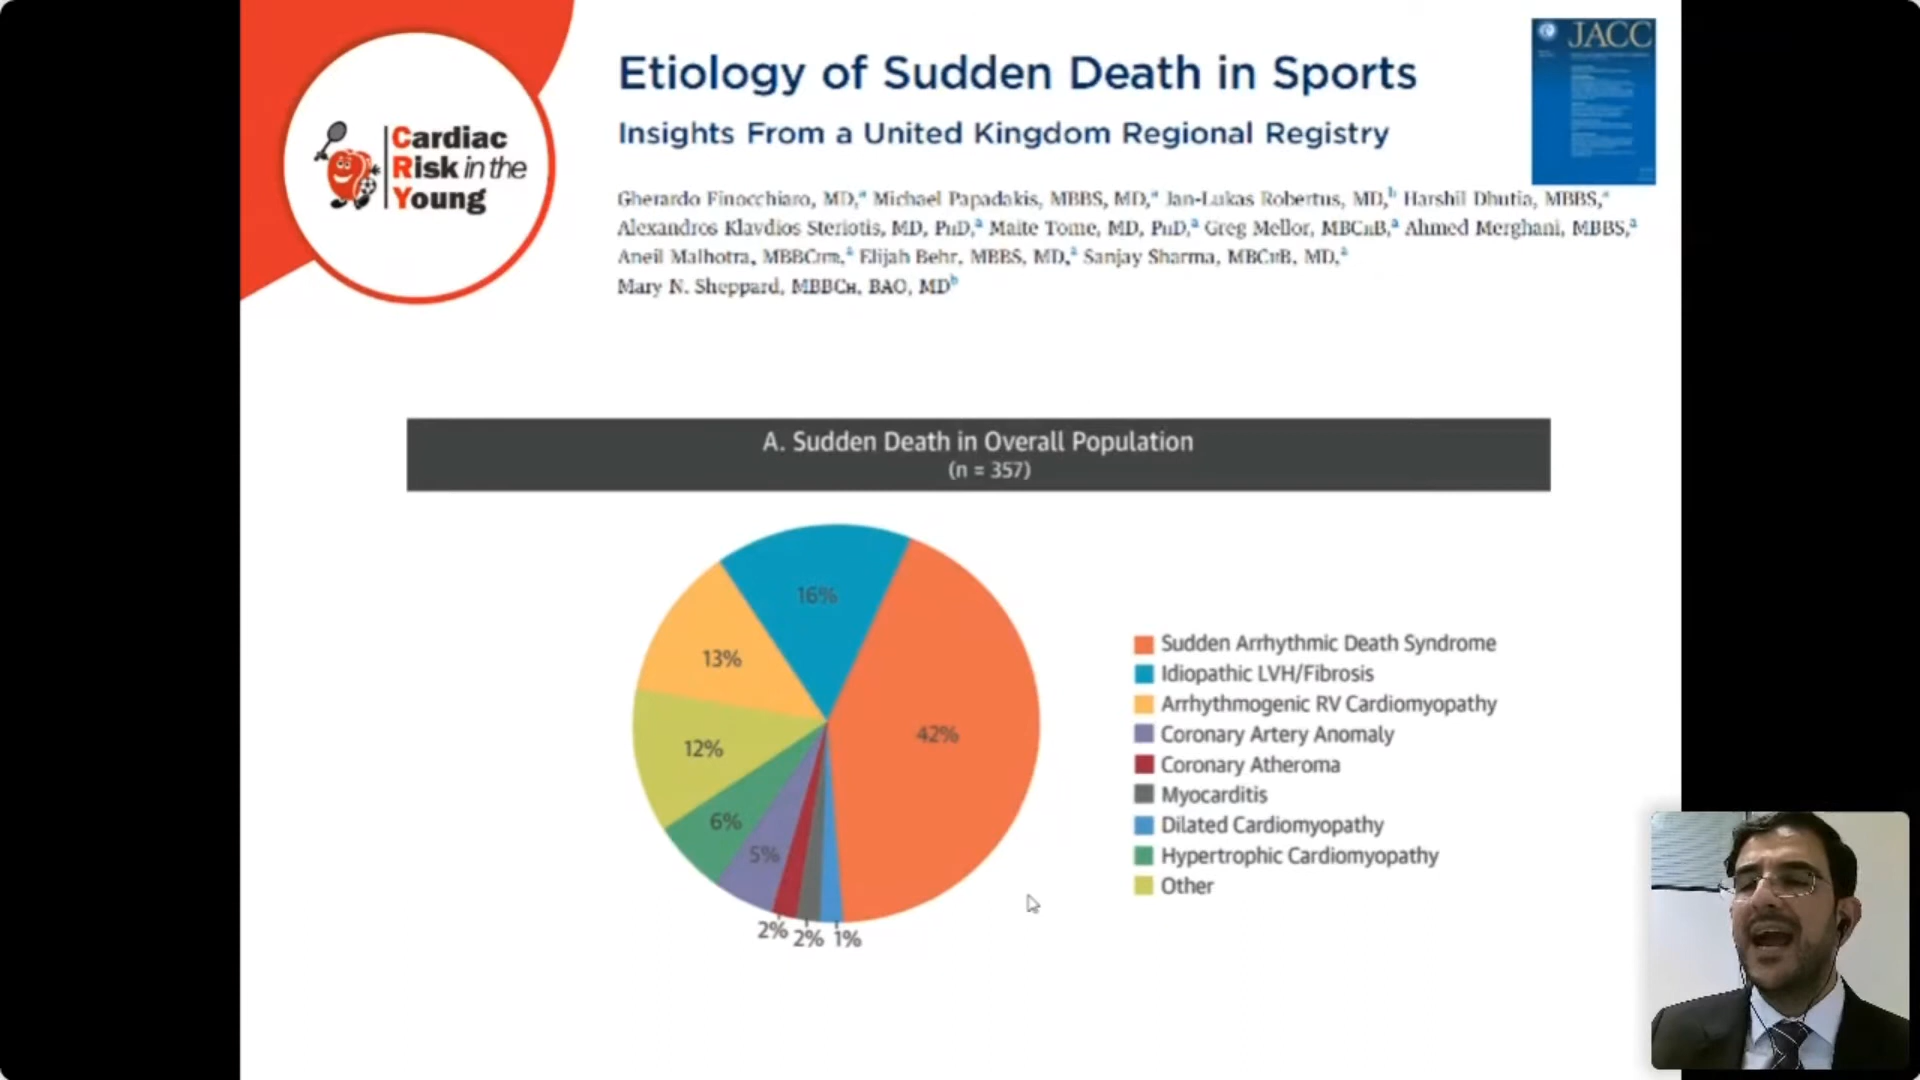 Cardiac
Risk in the
Young
Etiology of Sudden Death in Sports
Insights From a United Kingdom Regional Registry
JACC
Gherardo Finocchiaro, MD,ᵃ Michael Papadakis, MBBS, MD,ᵃ Jan-Lukas Robertus, MD,ᵇ Harshil Dhutia, MBBS,ᵃ
Alexandros Klavdios Steriotis, MD, PhD,ᵃ Maite Tome, MD, PhD,ᵃ Greg Mellor, MBChB,ᵃ Ahmed Merghani, MBBS,ᵃ
Aneil Malhotra, MBBChir,ᵃ Elijah Behr, MBBS, MD,ᵃ Sanjay Sharma, MBChB, MD,ᵃ
Mary N. Sheppard, MBBCh, BAO, MDᵇ
A. Sudden Death in Overall Population
(n = 357)
16%
13%
42%
12%
6%
5%
2%
2%
1%
Sudden Arrhythmic Death Syndrome
Idiopathic LVH/Fibrosis
Arrhythmogenic RV Cardiomyopathy
Coronary Artery Anomaly
Coronary Atheroma
Myocarditis
Dilated Cardiomyopathy
Hypertrophic Cardiomyopathy
Other